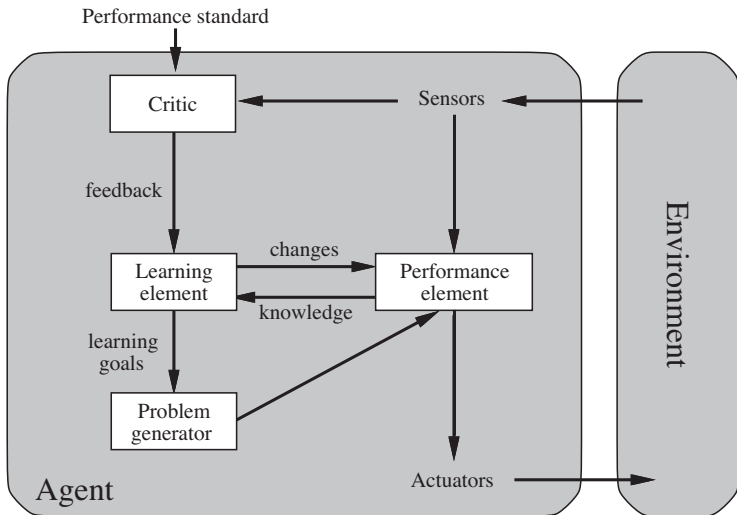 Performance standard
Critic
Sensors
feedback
Learning
element
changes
knowledge
Performance
element
learning
goals
Problem
generator
Agent
Actuators
Environment